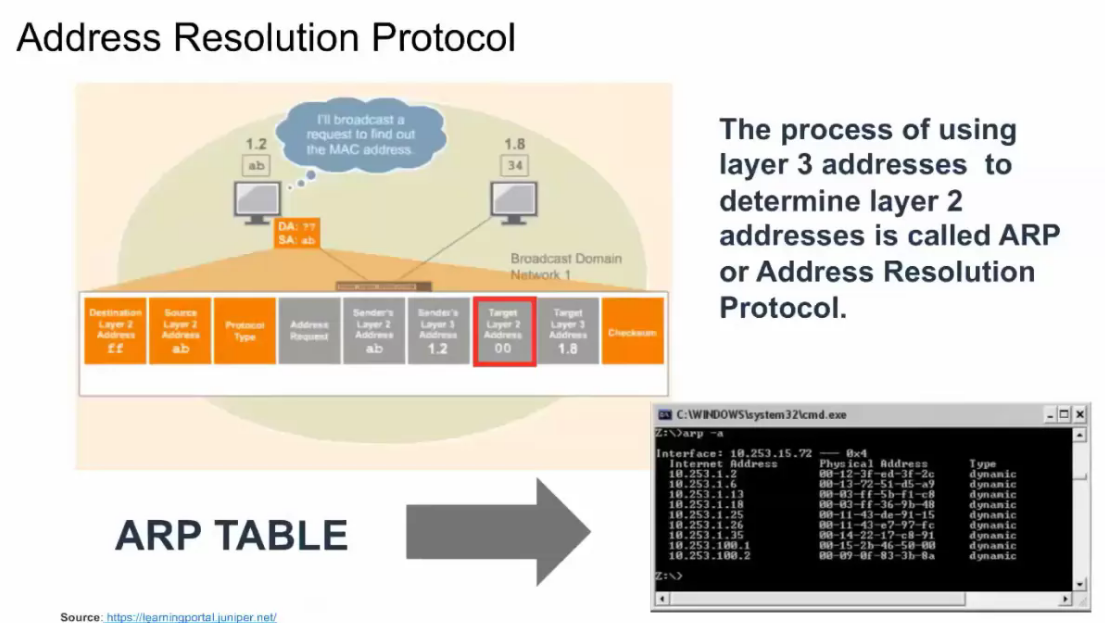 Address Resolution Protocol
I'll broadcast a
request to find out
the MAC address.
1.2
ab
1.8
34
DA: ??
SA: ab
Broadcast Domain
Network 1
Destination
Layer 2
Address
ff
Source
Layer 2
Address
ab
Protocol
Type
Address
Request
Sender's
Layer 2
Address
ab
Sender's
Layer 3
Address
1.2
Target
Layer 2
Address
00
Target
Layer 3
Address
1.8
Checksum
The process of using
layer 3 addresses to
determine layer 2
addresses is called ARP
or Address Resolution
Protocol.
ARP TABLE
C:\WINDOWS\system32\cmd.exe
Z:\>arp -a
Interface: 10.253.15.72 --- 0x4
Internet Address Physical Address Type
10.253.1.2 00-12-3f-ed-3f-2c dynamic
10.253.1.6 00-13-72-51-d5-a9 dynamic
10.253.1.13 00-03-ff-5b-f1-c8 dynamic
10.253.1.18 00-03-ff-36-9b-48 dynamic
10.253.1.25 00-11-43-de-91-15 dynamic
10.253.1.26 00-11-43-e7-97-fc dynamic
10.253.1.35 00-14-22-17-c8-91 dynamic
10.253.100.1 00-15-2b-46-50-00 dynamic
10.253.100.2 00-09-0f-83-3b-8a dynamic
Z:\>
Source: https://learningportal.juniper.net/